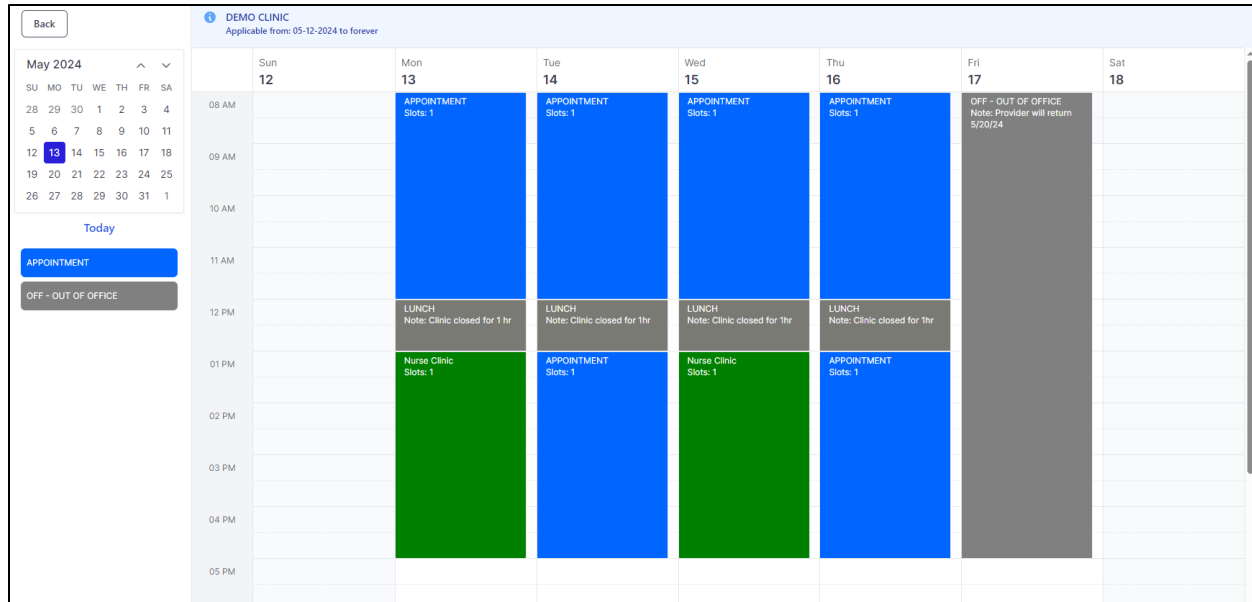 Back
DEMO CLINIC
Applicable from: 05-12-2024 to forever
May 2024
SU MO TU WE TH FR SA
28 29 30 1 2 3 4
5 6 7 8 9 10 11
12 13 14 15 16 17 18
19 20 21 22 23 24 25
26 27 28 29 30 31 1
Today
APPOINTMENT
OFF - OUT OF OFFICE
Sun
12
Mon
13
Tue
14
Wed
15
Thu
16
Fri
17
Sat
18
08 AM
09 AM
10 AM
11 AM
12 PM
01 PM
02 PM
03 PM
04 PM
05 PM
APPOINTMENT
Slots: 1
LUNCH
Note: Clinic closed for 1 hr
Nurse Clinic
Slots: 1
APPOINTMENT
Slots: 1
LUNCH
Note: Clinic closed for 1hr
APPOINTMENT
Slots: 1
APPOINTMENT
Slots: 1
LUNCH
Note: Clinic closed for 1hr
Nurse Clinic
Slots: 1
APPOINTMENT
Slots: 1
LUNCH
Note: Clinic closed for 1hr
APPOINTMENT
Slots: 1
OFF - OUT OF OFFICE
Note: Provider will return
5/20/24